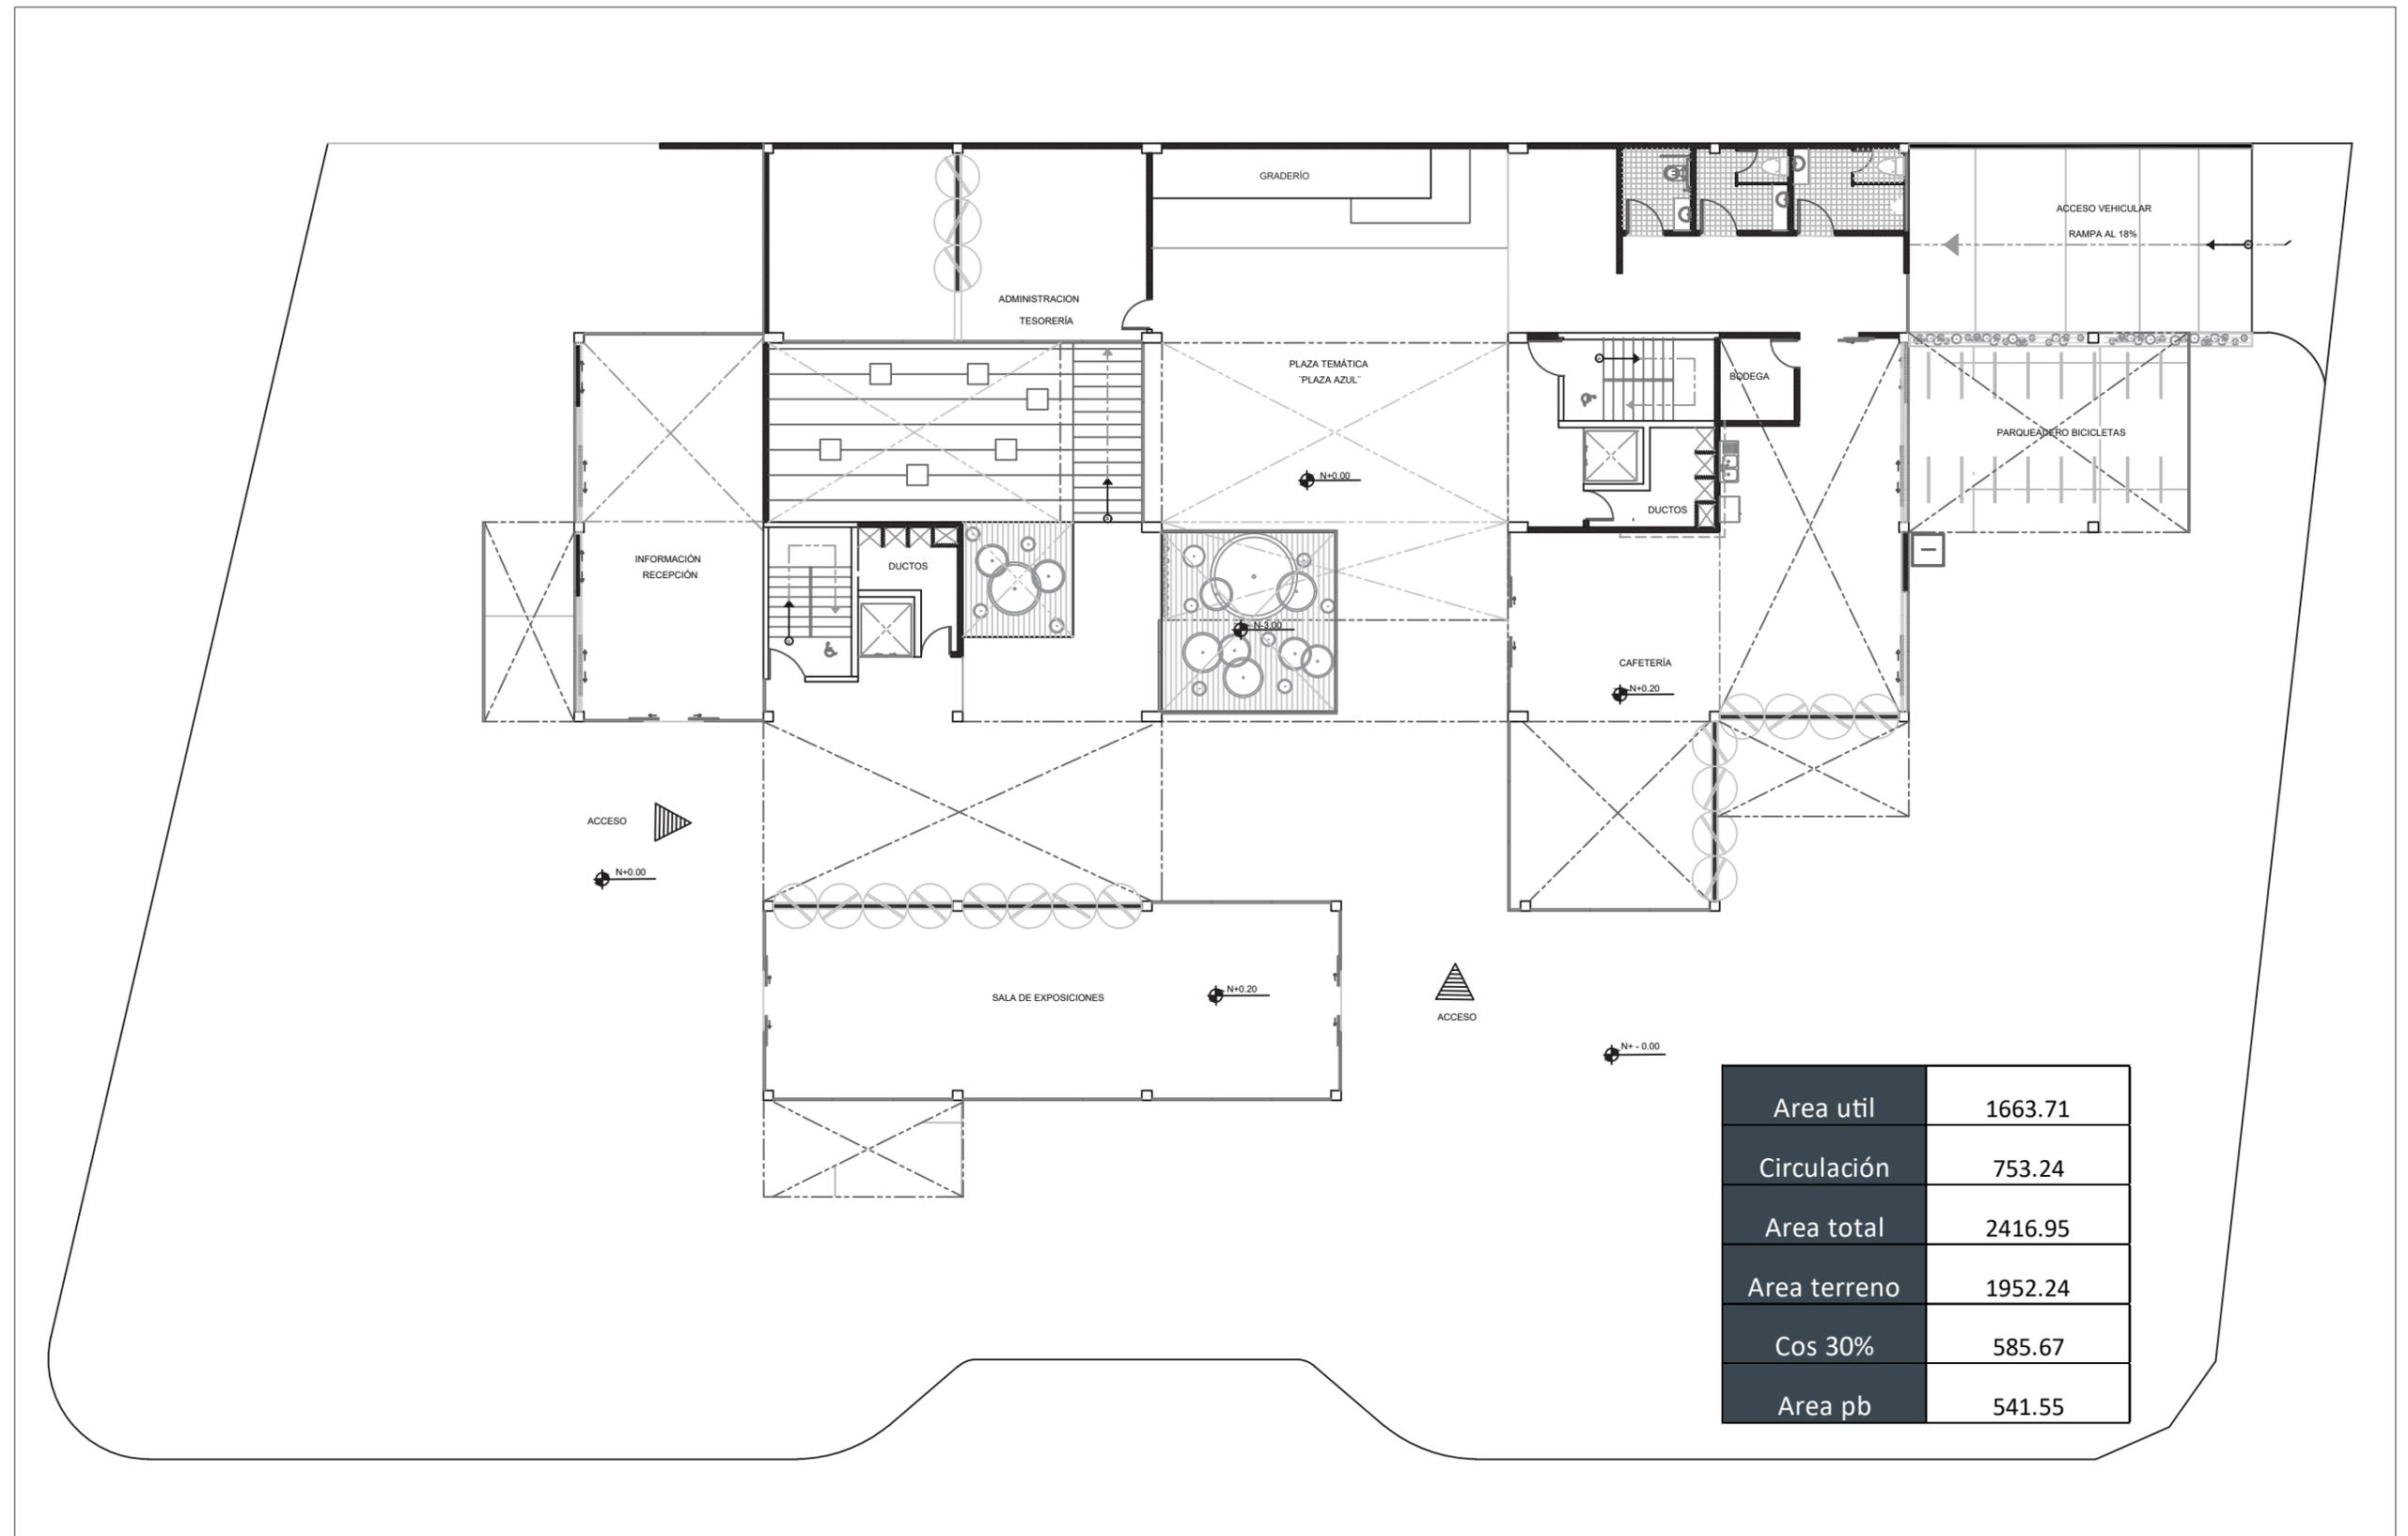 GRADERÍO
ACCESO VEHICULAR
RAMPA AL 18%
ADMINISTRACION
TESORERÍA
PLAZA TEMÁTICA
¨PLAZA AZUL¨
BODEGA
PARQUEADERO BICICLETAS
N+0.00
DUCTOS
INFORMACIÓN
RECEPCIÓN
DUCTOS
N-3.00
CAFETERÍA
N+0.20
ACCESO
N+0.00
SALA DE EXPOSICIONES
N+0.20
ACCESO
N+ - 0.00
Area util 1663.71
Circulación 753.24
Area total 2416.95
Area terreno 1952.24
Cos 30% 585.67
Area pb 541.55